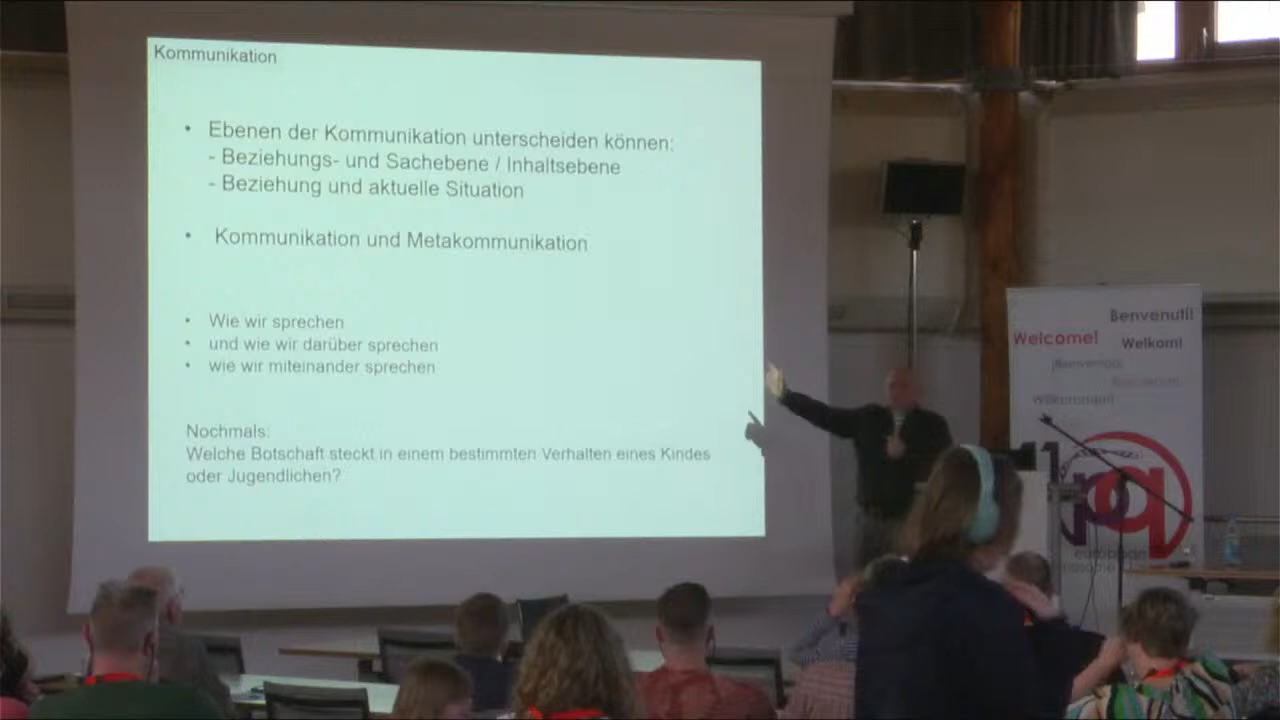 Kommunikation
• Ebenen der Kommunikation unterscheiden können:
- Beziehungs- und Sachebene / Inhaltsebene
- Beziehung und aktuelle Situation
• Kommunikation und Metakommunikation
• Wie wir sprechen
• und wie wir darüber sprechen
• wie wir miteinander sprechen
Nochmals:
Welche Botschaft steckt in einem bestimmten Verhalten eines Kindes
oder Jugendlichen?
Benvenuti!
Welcome!
Welkom!
Willkommen!
european